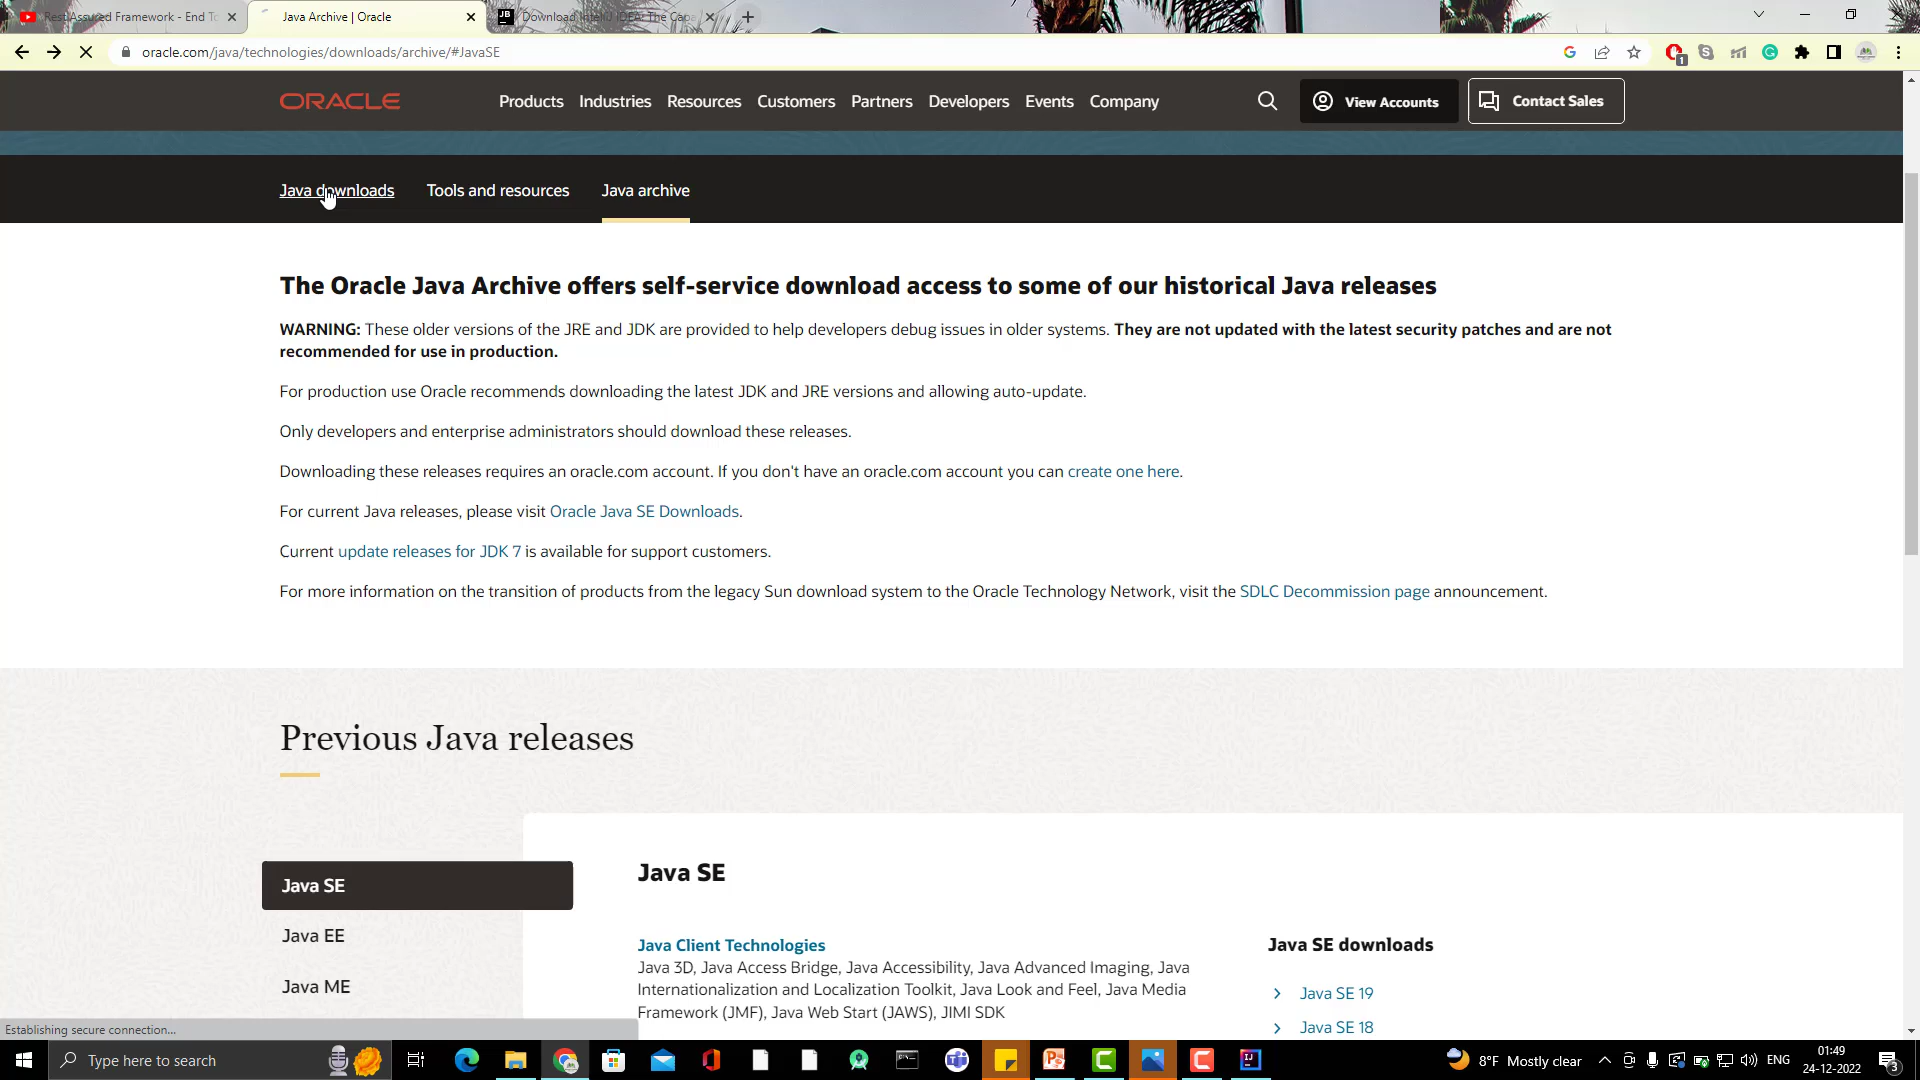 Rest Assured Framework - End To
Java Archive | Oracle
Download IntelliJ IDEA: The Capa
oracle.com/java/technologies/downloads/archive/#JavaSE
1
ORACLE
Products
Industries
Resources
Customers
Partners
Developers
Events
Company
View Accounts
Contact Sales
Java downloads
Tools and resources
Java archive
The Oracle Java Archive offers self-service download access to some of our historical Java releases
WARNING: These older versions of the JRE and JDK are provided to help developers debug issues in older systems. They are not updated with the latest security patches and are not
recommended for use in production.
For production use Oracle recommends downloading the latest JDK and JRE versions and allowing auto-update.
Only developers and enterprise administrators should download these releases.
Downloading these releases requires an oracle.com account. If you don't have an oracle.com account you can create one here.
For current Java releases, please visit Oracle Java SE Downloads.
Current update releases for JDK 7 is available for support customers.
For more information on the transition of products from the legacy Sun download system to the Oracle Technology Network, visit the SDLC Decommission page announcement.
Previous Java releases
Java SE
Java EE
Java ME
Java SE
Java Client Technologies
Java 3D, Java Access Bridge, Java Accessibility, Java Advanced Imaging, Java
Internationalization and Localization Toolkit, Java Look and Feel, Java Media
Framework (JMF), Java Web Start (JAWS), JIMI SDK
Java SE downloads
Java SE 19
Java SE 18
Establishing secure connection...
Type here to search
8°F Mostly clear
ENG
01:49
24-12-2022
3